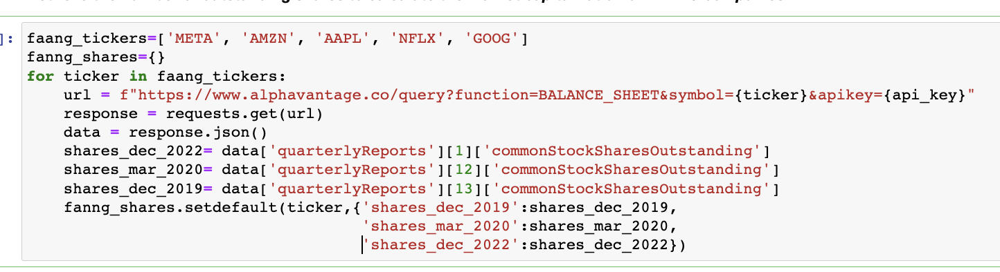 ]: faang_tickers=['META', 'AMZN', 'AAPL', 'NFLX', 'GOOG']
fanng_shares={}
for ticker in faang_tickers:
    url = f"https://www.alphavantage.co/query?function=BALANCE_SHEET&symbol={ticker}&apikey={api_key}"
    response = requests.get(url)
    data = response.json()
    shares_dec_2022= data['quarterlyReports'][1]['commonStockSharesOutstanding']
    shares_mar_2020= data['quarterlyReports'][12]['commonStockSharesOutstanding']
    shares_dec_2019= data['quarterlyReports'][13]['commonStockSharesOutstanding']
    fanng_shares.setdefault(ticker,{'shares_dec_2019':shares_dec_2019,
                                    'shares_mar_2020':shares_mar_2020,
                                    'shares_dec_2022':shares_dec_2022})